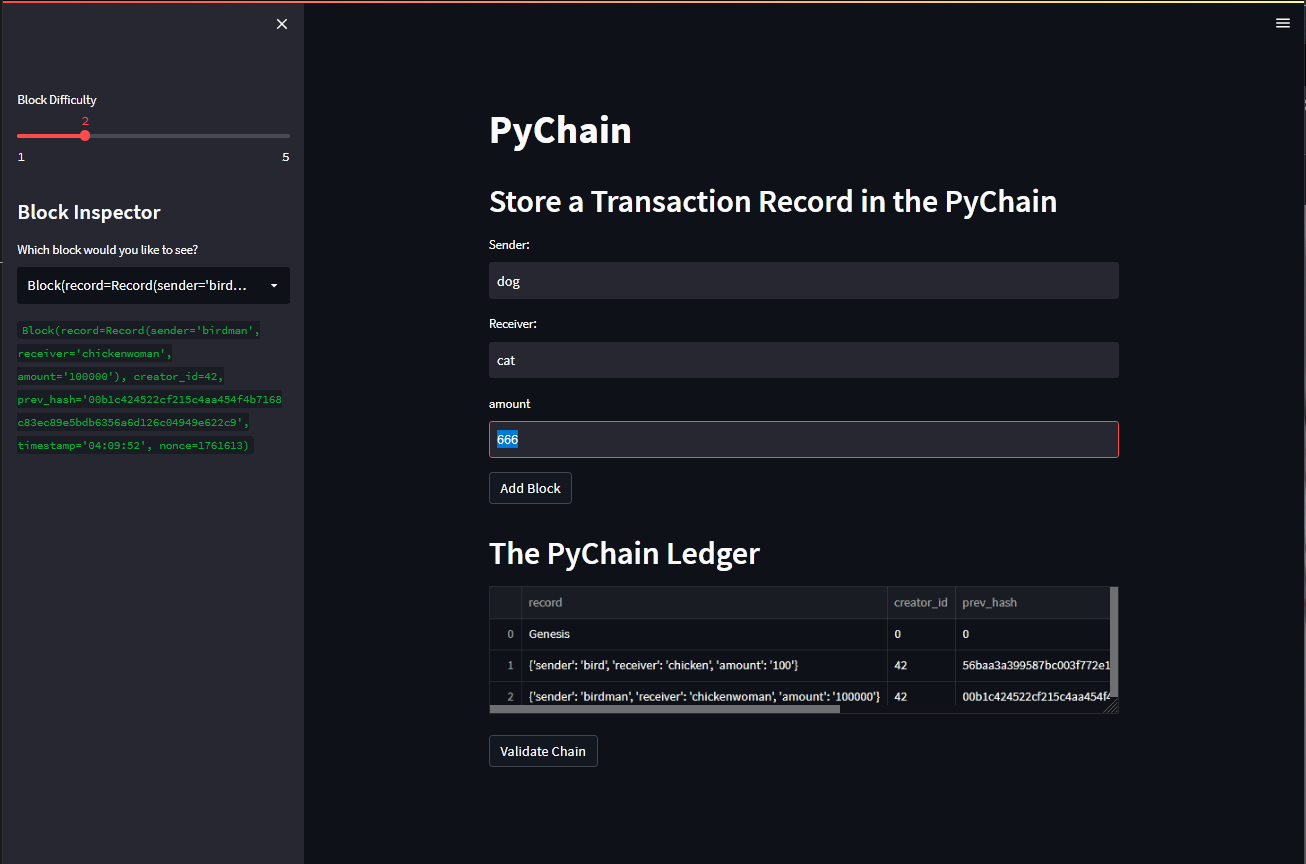 Block Difficulty
2
1 5
Block Inspector
Which block would you like to see?
Block(record=Record(sender='bird...
Block(record=Record(sender='birdman',
receiver='chickenwoman',
amount='100000'), creator_id=42,
prev_hash='00b1c424522cf215c4aa454f4b7168
c83ec89e5bdb6356a6d126c04949e622c9',
timestamp='04:09:52', nonce=1761613)
PyChain
Store a Transaction Record in the PyChain
Sender:
dog
Receiver:
cat
amount
666
Add Block
The PyChain Ledger
record creator_id prev_hash
0 Genesis 0 0
1 {'sender': 'bird', 'receiver': 'chicken', 'amount': '100'} 42 56baa3a399587bc003f772e1
2 {'sender': 'birdman', 'receiver': 'chickenwoman', 'amount': '100000'} 42 00b1c424522cf215c4aa454f4
Validate Chain